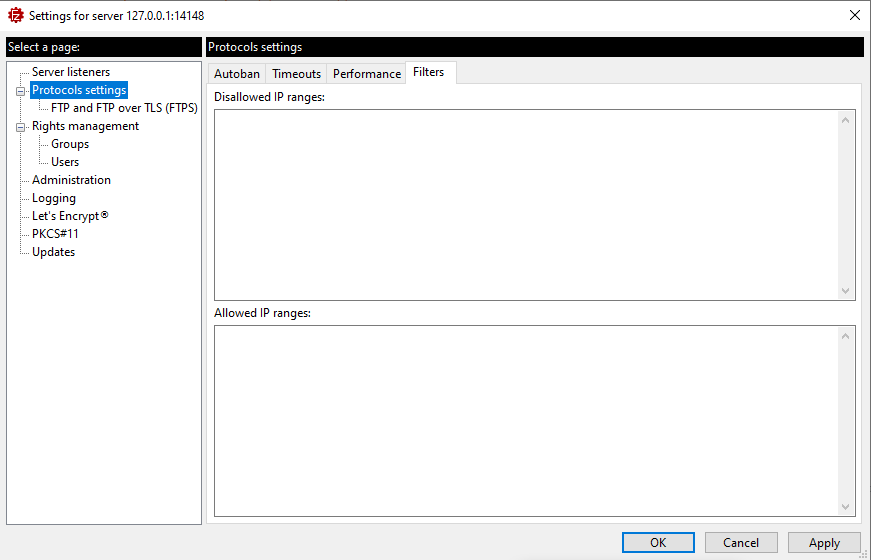 Settings for server 127.0.0.1:14148
Select a page:
Server listeners
Protocols settings
FTP and FTP over TLS (FTPS)
Rights management
Groups
Users
Administration
Logging
Let's Encrypt®
PKCS#11
Updates
Protocols settings
Autoban Timeouts Performance Filters
Disallowed IP ranges:
Allowed IP ranges:
OK Cancel Apply